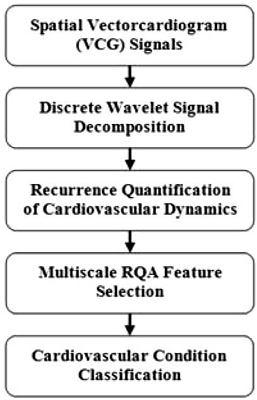 Spatial Vectorcardiogram
(VCG) Signals
Discrete Wavelet Signal
Decomposition
Recurrence Quantification
of Cardiovascular Dynamics
Multiscale RQA Feature
Selection
Cardiovascular Condition
Classification